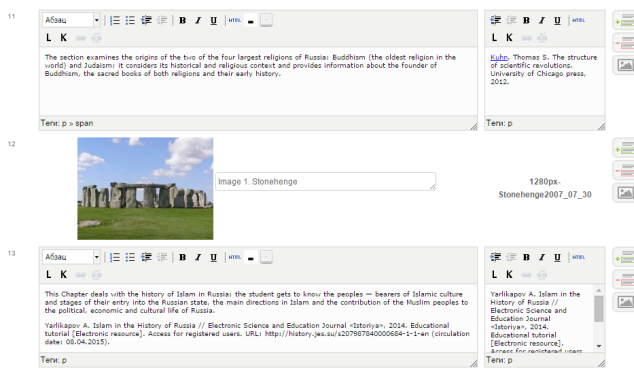 11
Абзац HTML
L K
The section examines the origins of the two of the four largest religions of Russia: Buddhism (the oldest religion in the
world) and Judaism; it considers its historical and religious context and provides information about the founder of
Buddhism, the sacred books of both religions and their early history.
Теги: p » span
B I U HTML
L K
Kuhn. Thomas S. The structure
of scientific revolutions.
University of Chicago press,
2012.
Теги: p
12
Image 1. Stonehenge
1280px-
Stonehenge2007_07_30
13
Абзац B I U HTML
L K
This Chapter deals with the history of Islam in Russia: the student gets to know the peoples — bearers of Islamic culture
and stages of their entry into the Russian state, the main directions in Islam and the contribution of the Muslim peoples to
the political, economic and cultural life of Russia.
Yarlikapov A. Islam in the History of Russia // Electronic Science and Education Journal «Istoriya», 2014. Educational
tutorial [Electronic resource]. Access for registered users. URL: http://history.jes.su/s207987840000684-1-1-en (circulation
date: 08.04.2015).
Теги: p
B I U HTML
L K
Yarlikapov A. Islam in the
History of Russia //
Electronic Science and
Education Journal
«Istoriya», 2014.
Educational tutorial
[Electronic resource].
Access for registered users
Теги: p